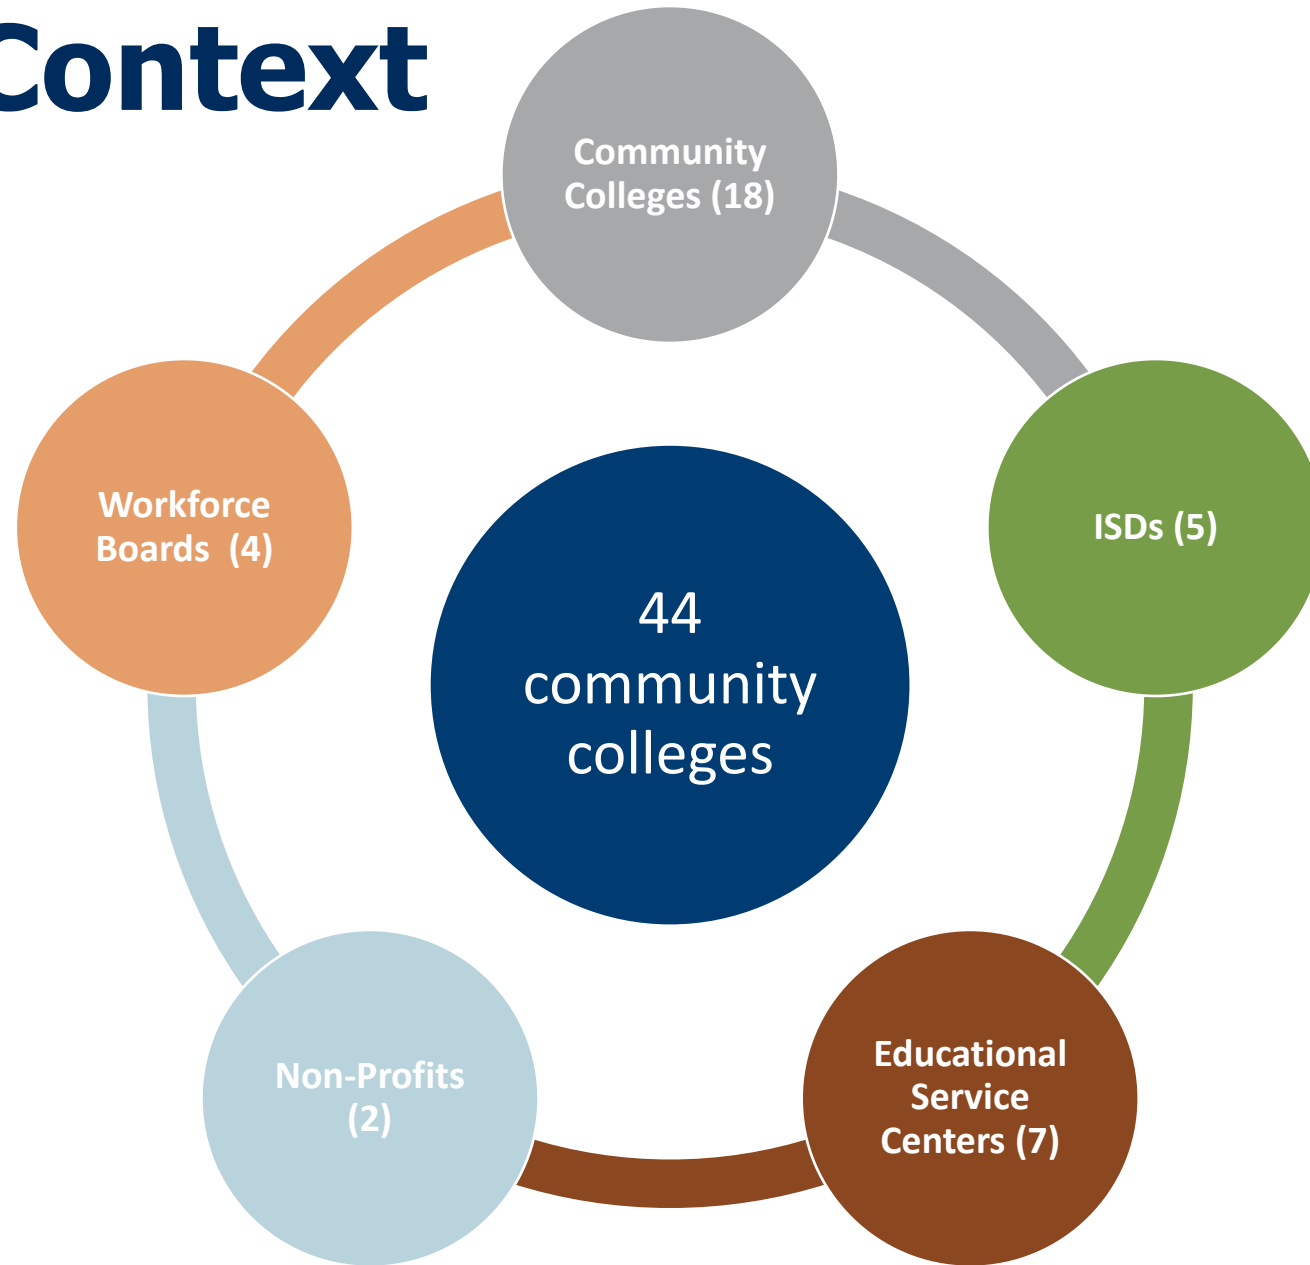 Context
Community
Colleges (18)
ISDs (5)
Educational
Service
Centers (7)
Non-Profits
(2)
Workforce
Boards  (4)
44
community
colleges